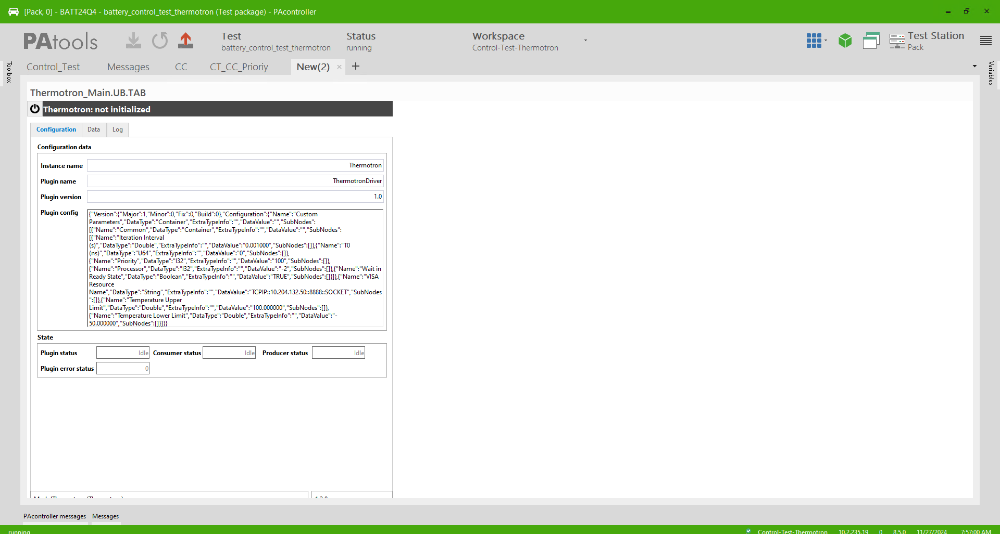 [Pack, 0] - BATT24Q4 - battery_control_test_thermotron (Test package) - PAcontroller
PAtools
Test
battery_control_test_thermotron
Status
running
Workspace
Control-Test-Thermotron
Test Station
Pack
Toolbox
Control_Test
Messages
CC
CT_CC_Prioriy
New(2)
Variables
Thermotron_Main.UB.TAB
Thermotron: not initialized
Configuration
Data
Log
Configuration data
Instance name
Thermotron
Plugin name
ThermotronDriver
Plugin version
1.0
Plugin config
{"Version":{"Major":1,"Minor":0,"Fix":0,"Build":0},"Configuration":{"Name":"Custom
Parameters","DataType":"Container","ExtraTypeInfo":"","DataValue":"","SubNodes":
[{"Name":"Common","DataType":"Container","ExtraTypeInfo":"","DataValue":"","SubNodes":
[{"Name":"Iteration Interval
(s)","DataType":"Double","ExtraTypeInfo":"","DataValue":"0.001000","SubNodes":[]},{"Name":"T0
(ns)","DataType":"U64","ExtraTypeInfo":"","DataValue":"0","SubNodes":[]},
{"Name":"Priority","DataType":"I32","ExtraTypeInfo":"","DataValue":"100","SubNodes":[]},
{"Name":"Processor","DataType":"I32","ExtraTypeInfo":"","DataValue":"-2","SubNodes":[]},{"Name":"Wait in
Ready State","DataType":"Boolean","ExtraTypeInfo":"","DataValue":"TRUE","SubNodes":[]}]},{"Name":"VISA
Resource
Name","DataType":"String","ExtraTypeInfo":"","DataValue":"TCPIP::10.204.132.50::8888::SOCKET","SubNodes
":[]},{"Name":"Temperature Upper
Limit","DataType":"Double","ExtraTypeInfo":"","DataValue":"100.000000","SubNodes":[]},
{"Name":"Temperature Lower Limit","DataType":"Double","ExtraTypeInfo":"","DataValue":"-
50.000000","SubNodes":[]}]}}
State
Plugin status
Idle
Consumer status
Idle
Producer status
Idle
Plugin error status
0
PAcontroller messages
Messages
running
Control-Test-Thermotron
10.2.235.19
0
8.5.0
11/27/2024
7:57:00 AM